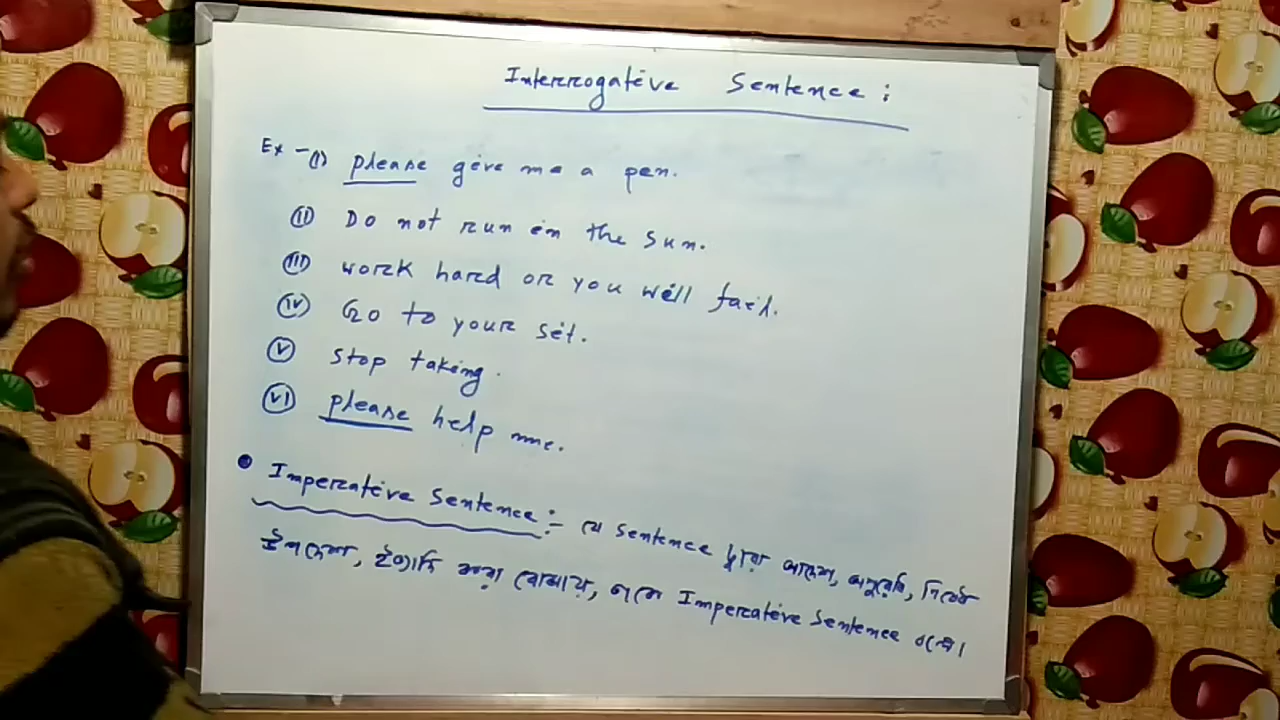 Interrogative Sentence :
Ex - (i) please give me a pen.
(ii) Do not run in the sun.
(iii) work hard or you will fail.
(iv) Go to your set.
(v) stop taking.
(vi) please help me.
• Imperative Sentence :- যে sentence দ্বারা আদেশ, অনুরোধ, নিষেধ
উপদেশ, ইত্যাদি করা বোঝায়, তাকে Imperative Sentence বলে।